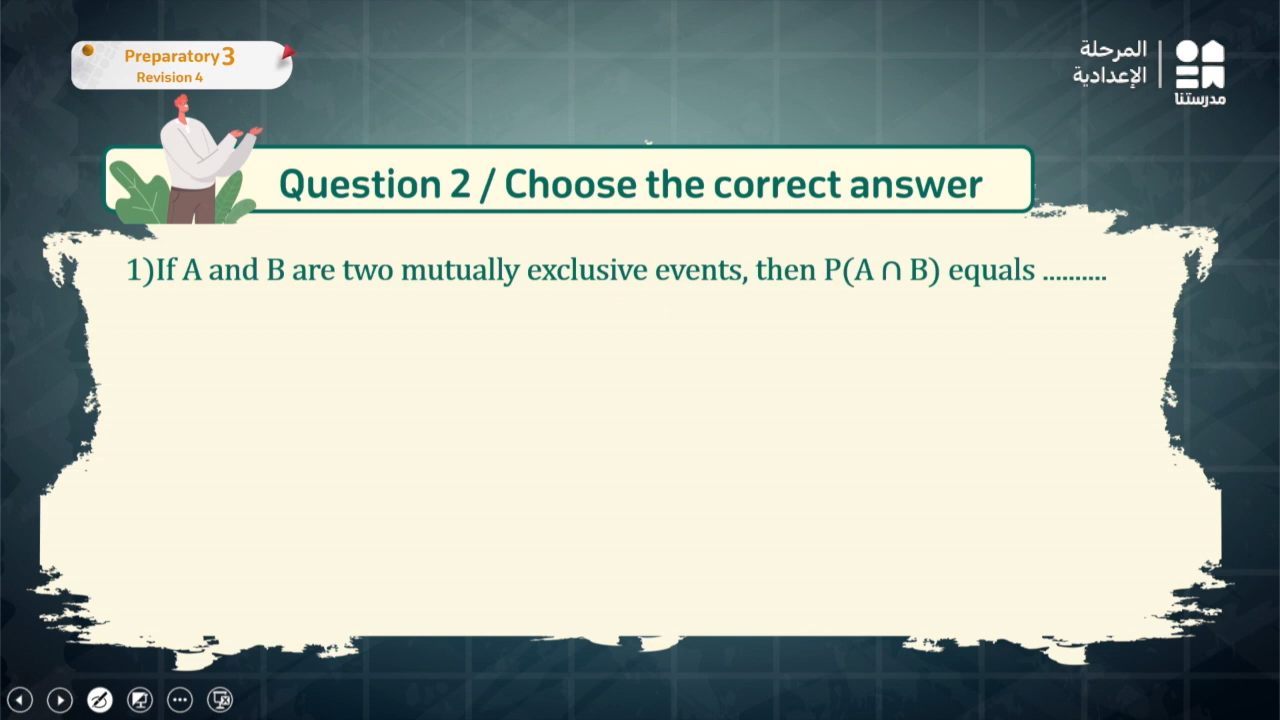 Preparatory 3
Revision 4
المرحلة
الإعدادية
مدرستنا
Question 2 / Choose the correct answer
1)If A and B are two mutually exclusive events, then P(A ∩ B) equals ..........